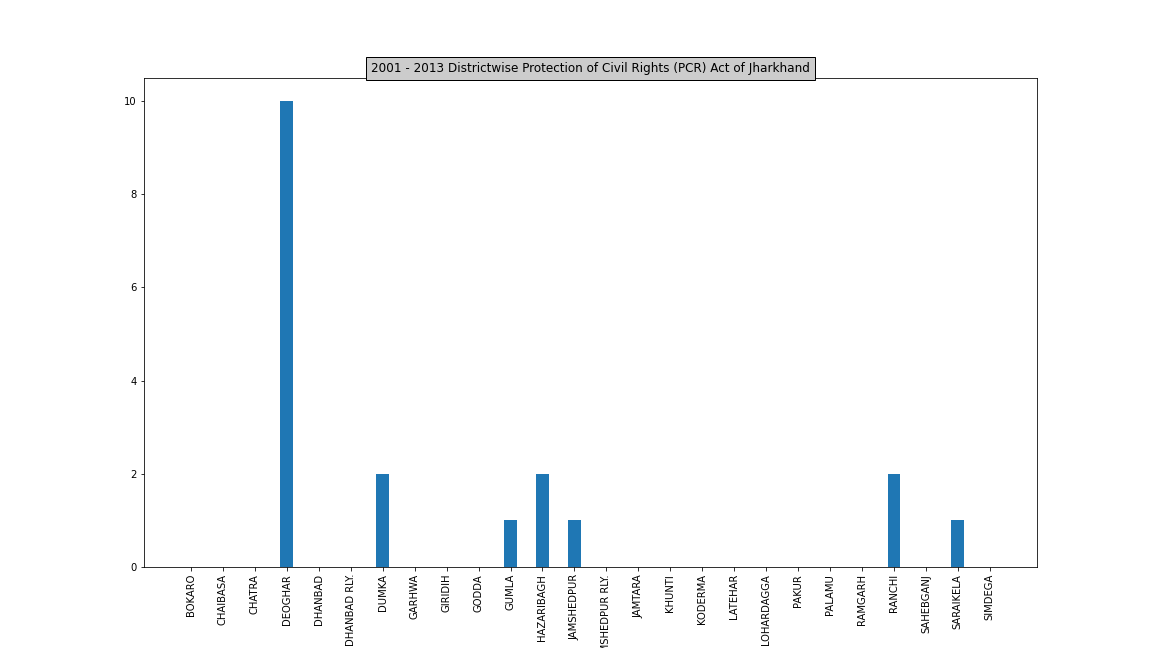 2001 - 2013 Districtwise Protection of Civil Rights (PCR) Act of Jharkhand
10
8
6
4
2
0
BOKARO
CHAIBASA
CHATRA
DEOGHAR
DHANBAD
DHANBAD RLY.
DUMKA
GARHWA
GIRIDIH
GODDA
GUMLA
HAZARIBAGH
JAMSHEDPUR
MSHEDPUR RLY.
JAMTARA
KHUNTI
KODERMA
LATEHAR
LOHARDAGGA
PAKUR
PALAMU
RAMGARH
RANCHI
SAHEBGANJ
SARAIKELA
SIMDEGA